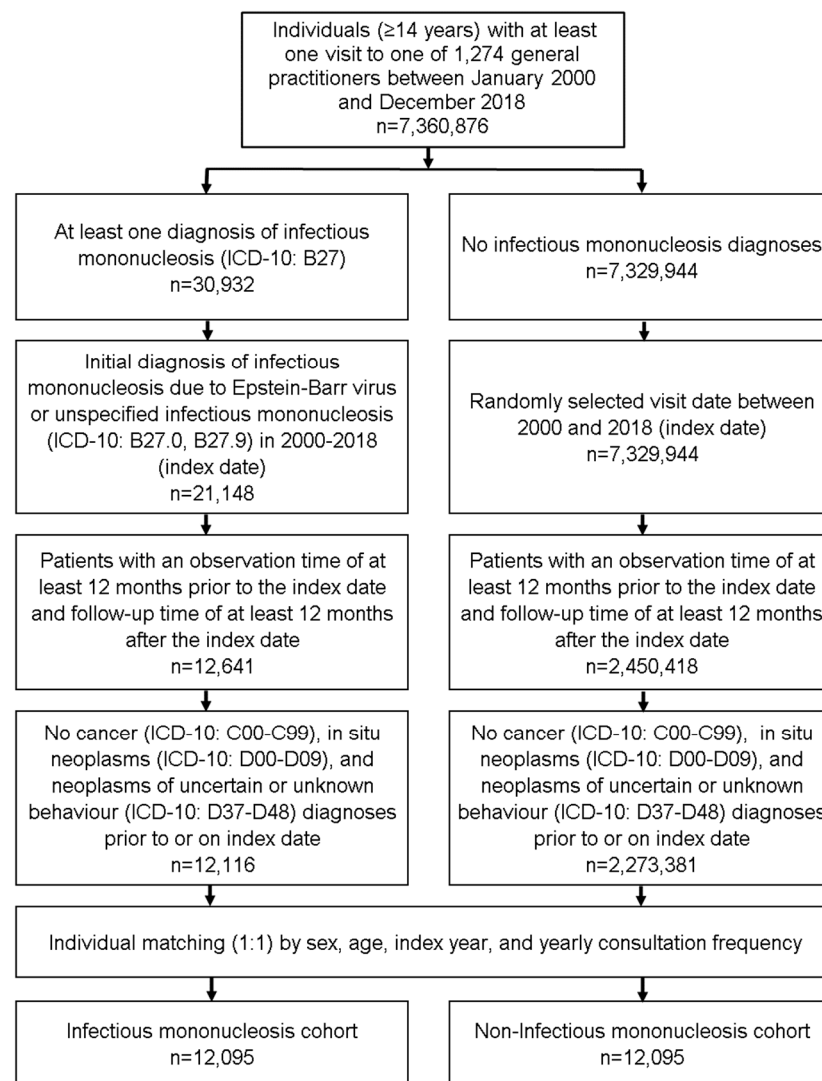 Individuals (≥14 years) with at least
one visit to one of 1,274 general
practitioners between January 2000
and December 2018
n=7,360,876
At least one diagnosis of infectious
mononucleosis (ICD-10: B27)
n=30,932
No infectious mononucleosis diagnoses
n=7,329,944
Initial diagnosis of infectious
mononucleosis due to Epstein-Barr virus
or unspecified infectious mononucleosis
(ICD-10: B27.0, B27.9) in 2000-2018
(index date)
n=21,148
Randomly selected visit date between
2000 and 2018 (index date)
n=7,329,944
Patients with an observation time of at
least 12 months prior to the index date
and follow-up time of at least 12 months
after the index date
n=12,641
Patients with an observation time of at
least 12 months prior to the index date
and follow-up time of at least 12 months
after the index date
n=2,450,418
No cancer (ICD-10: C00-C99), in situ
neoplasms (ICD-10: D00-D09), and
neoplasms of uncertain or unknown
behaviour (ICD-10: D37-D48) diagnoses
prior to or on index date
n=12,116
No cancer (ICD-10: C00-C99), in situ
neoplasms (ICD-10: D00-D09), and
neoplasms of uncertain or unknown
behaviour (ICD-10: D37-D48) diagnoses
prior to or on index date
n=2,273,381
Individual matching (1:1) by sex, age, index year, and yearly consultation frequency
Infectious mononucleosis cohort
n=12,095
Non-Infectious mononucleosis cohort
n=12,095